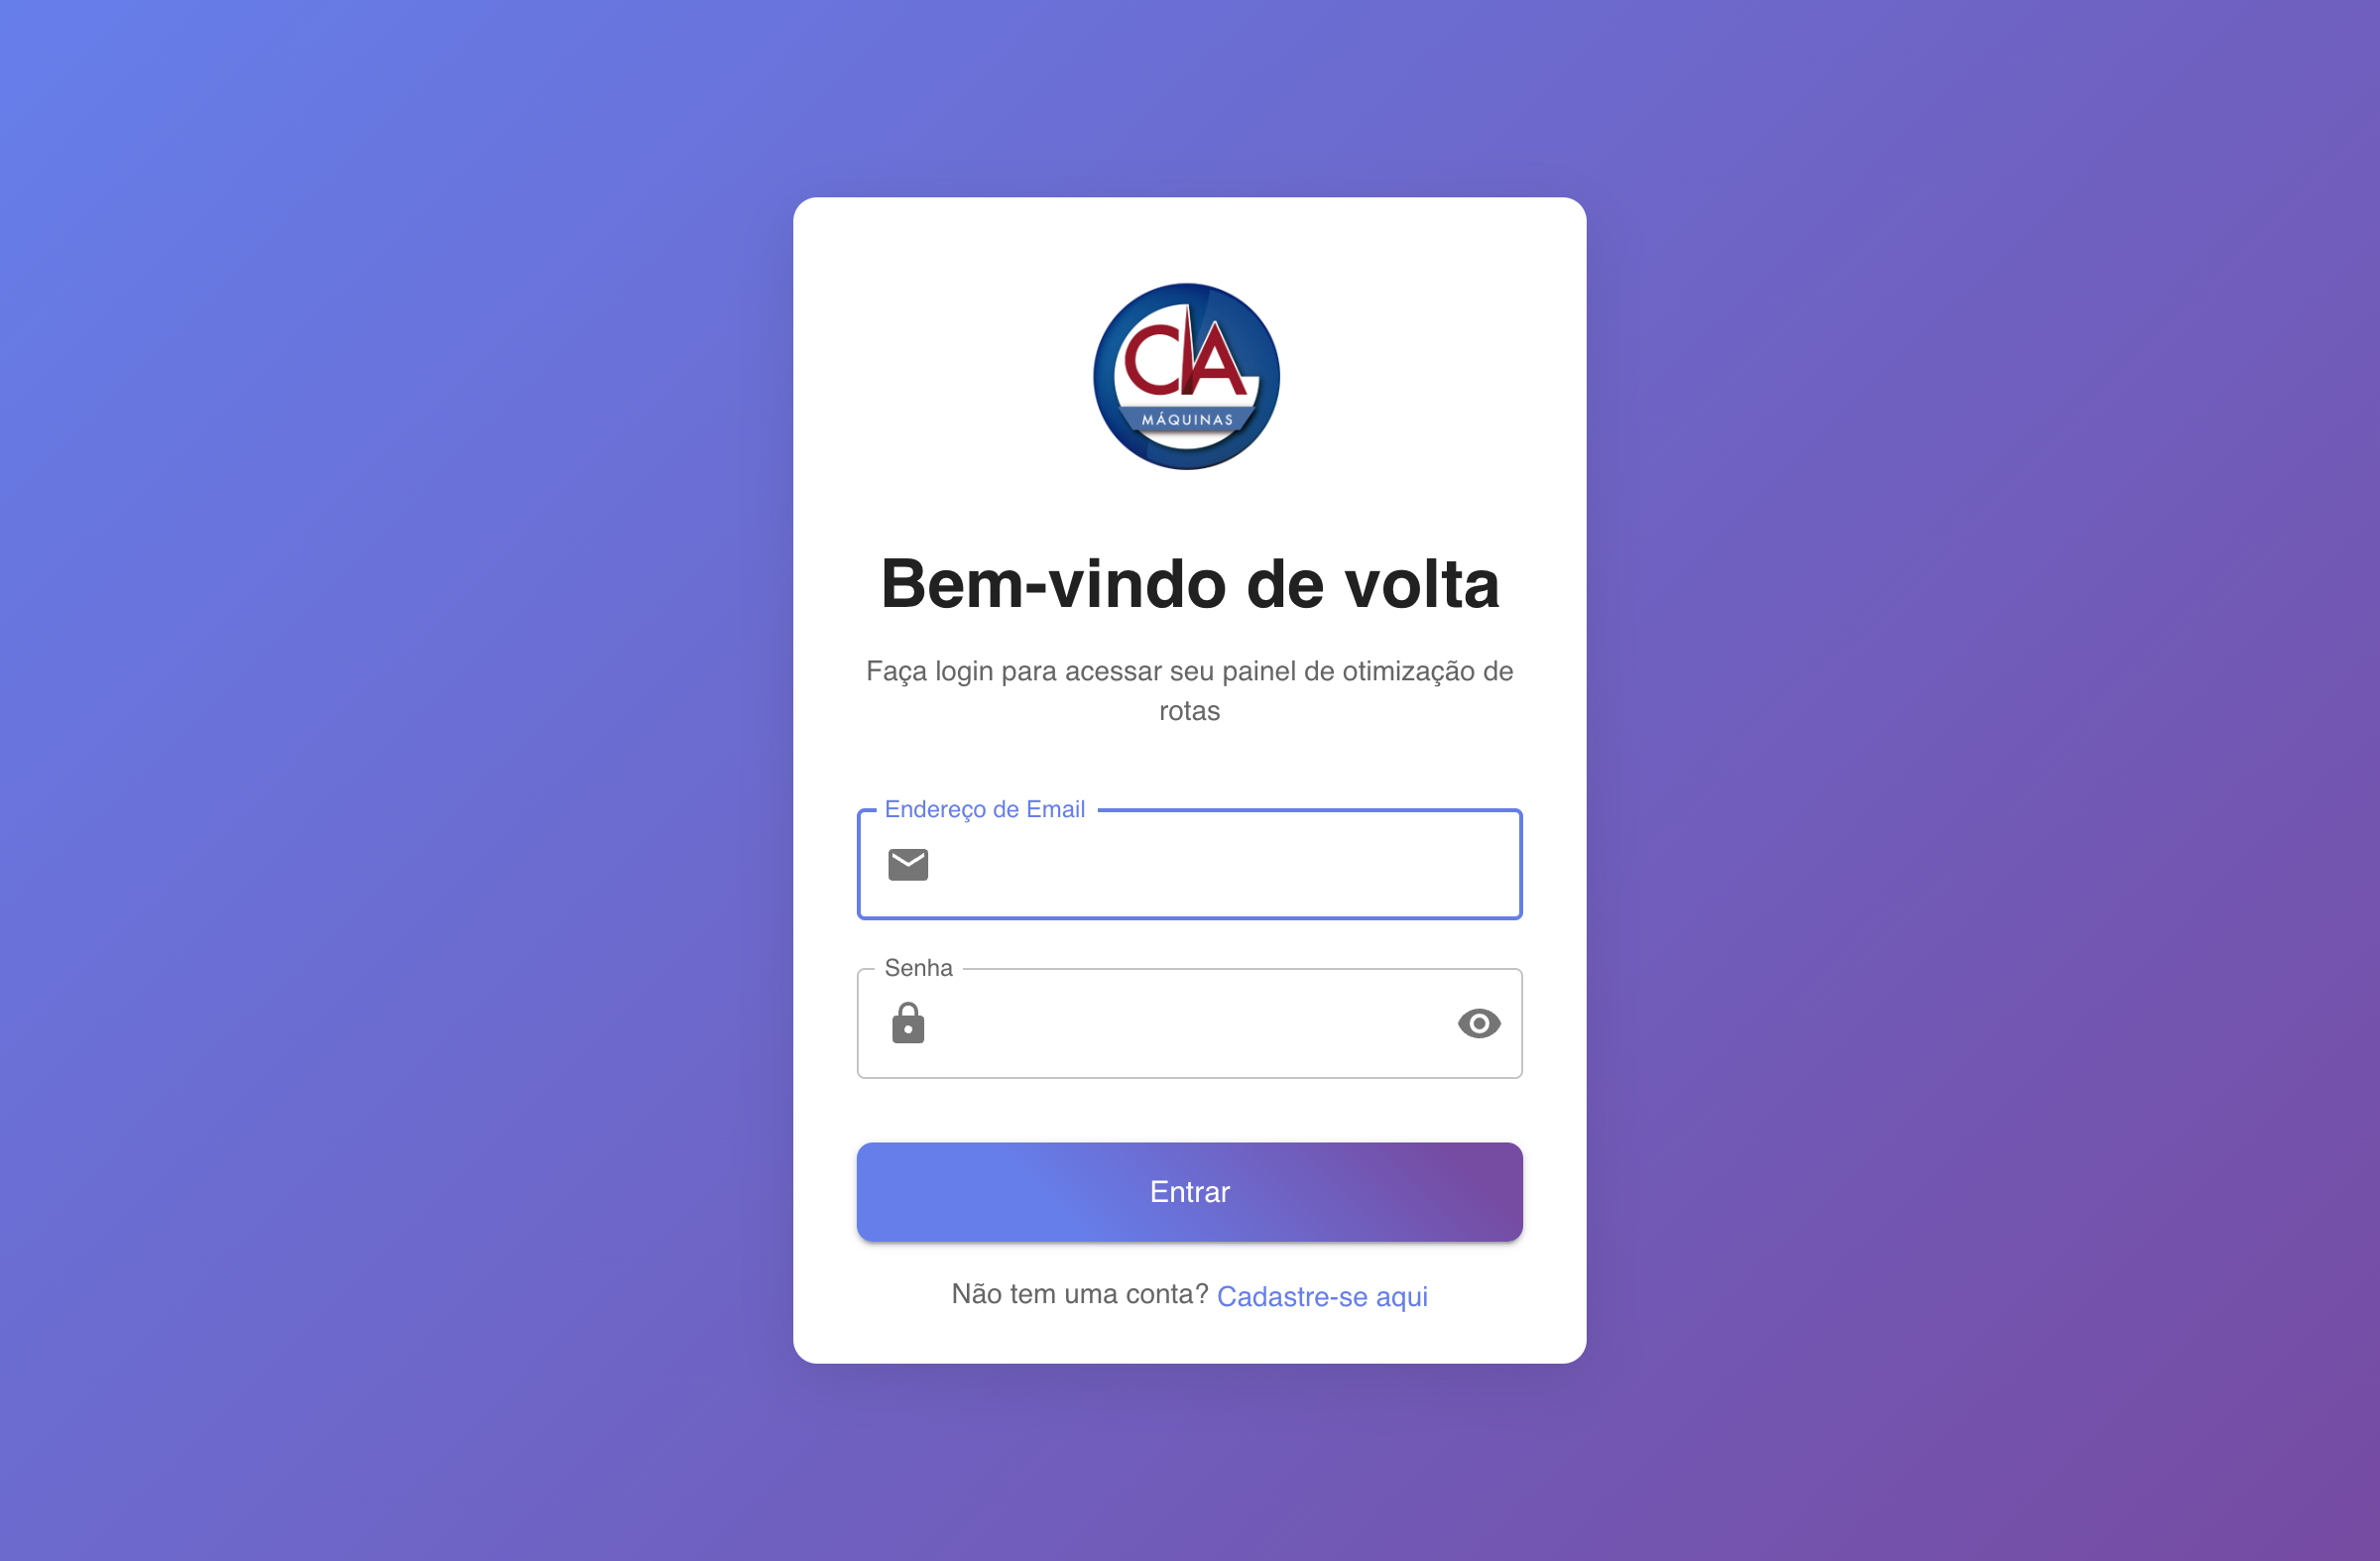 CIA
MÁQUINAS
Bem-vindo de volta
Faça login para acessar seu painel de otimização de
rotas
Endereço de Email
Senha
Entrar
Não tem uma conta? Cadastre-se aqui